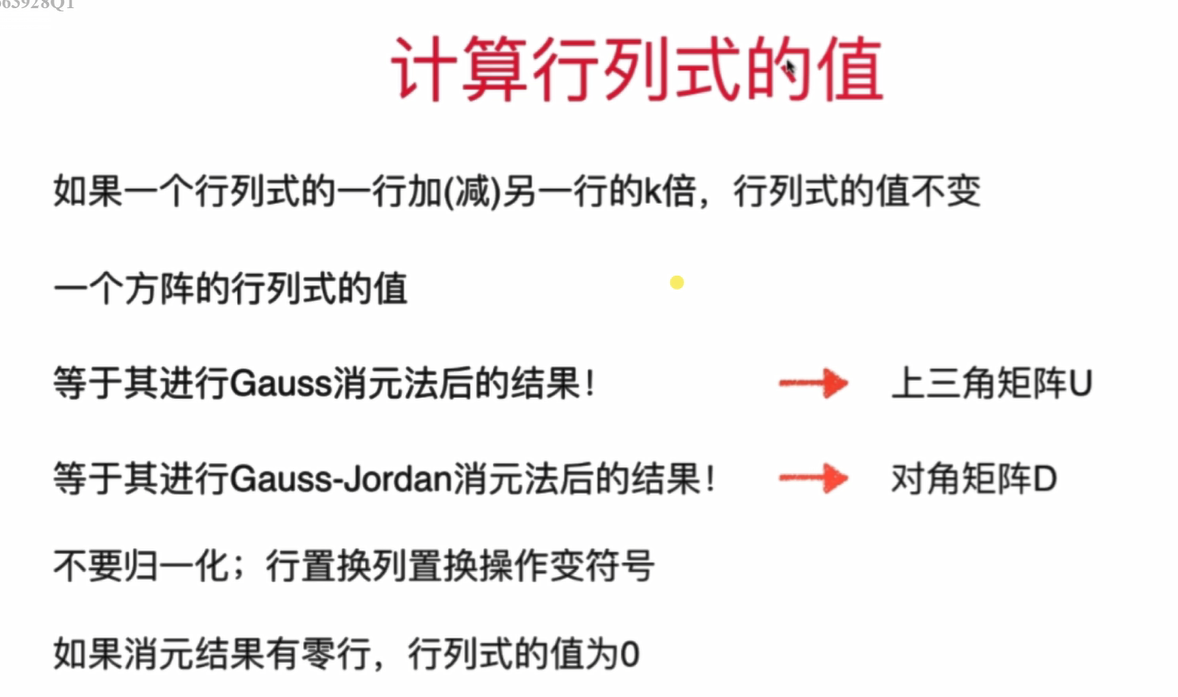 计算行列式的值
如果一个行列式的一行加(减)另一行的k倍，行列式的值不变
一个方阵的行列式的值
等于其进行Gauss消元法后的结果！ 上三角矩阵U
等于其进行Gauss-Jordan消元法后的结果！ 对角矩阵D
不要归一化；行置换列置换操作变符号
如果消元结果有零行，行列式的值为0